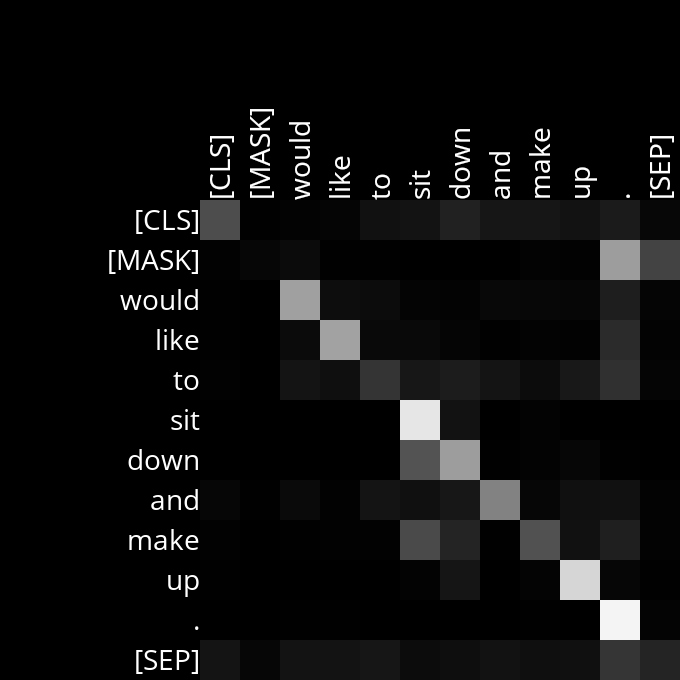 [CLS] [MASK] would like to sit down and make up . [SEP]
[CLS]
[MASK]
would
like
to
sit
down
and
make
up
.
[SEP]